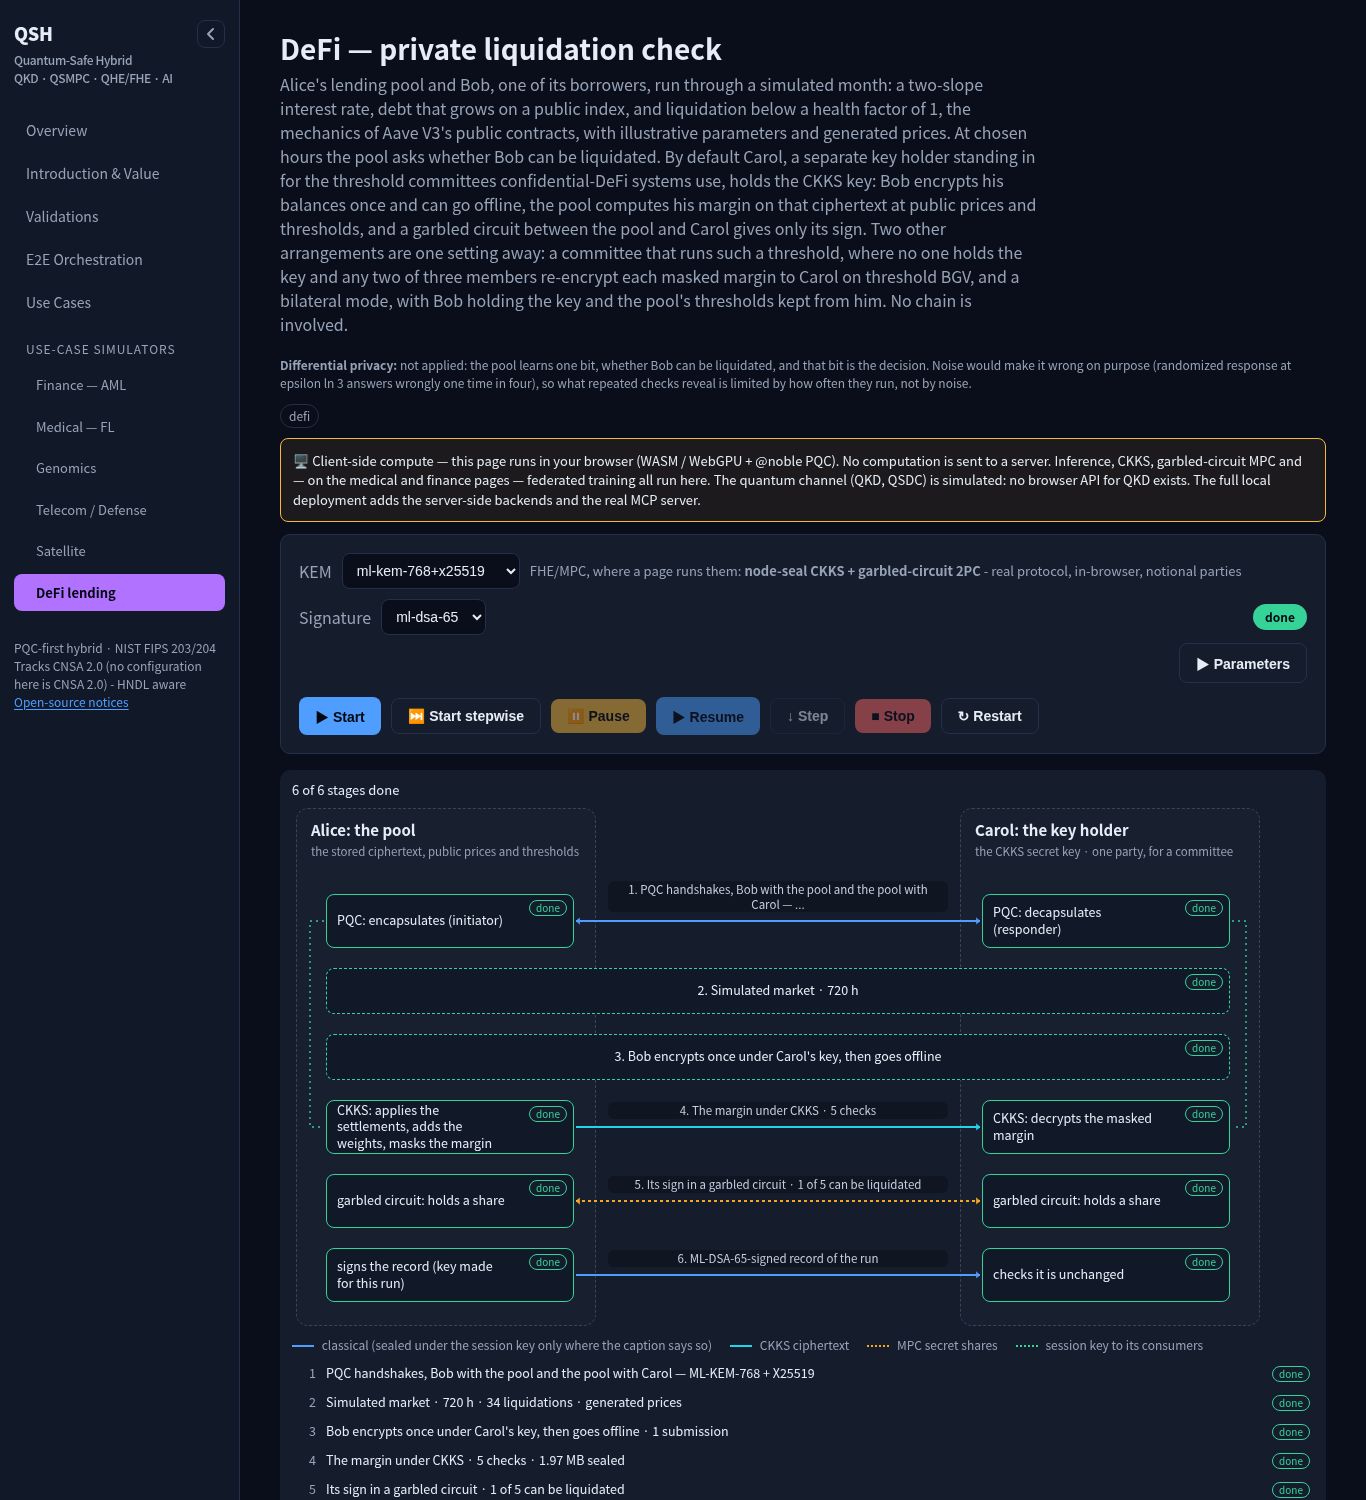 QSH
Quantum-Safe Hybrid
QKD · QSMPC · QHE/FHE · AI
Overview
Introduction & Value
Validations
E2E Orchestration
Use Cases
USE-CASE SIMULATORS
Finance — AML
Medical — FL
Genomics
Telecom / Defense
Satellite
DeFi lending
PQC-first hybrid · NIST FIPS 203/204
Tracks CNSA 2.0 (no configuration
here is CNSA 2.0) - HNDL aware
Open-source notices
DeFi — private liquidation check
Alice's lending pool and Bob, one of its borrowers, run through a simulated month: a two-slope
interest rate, debt that grows on a public index, and liquidation below a health factor of 1, the
mechanics of Aave V3's public contracts, with illustrative parameters and generated prices. At chosen
hours the pool asks whether Bob can be liquidated. By default Carol, a separate key holder standing in
for the threshold committees confidential-DeFi systems use, holds the CKKS key: Bob encrypts his
balances once and can go offline, the pool computes his margin on that ciphertext at public prices and
thresholds, and a garbled circuit between the pool and Carol gives only its sign. Two other
arrangements are one setting away: a committee that runs such a threshold, where no one holds the
key and any two of three members re-encrypt each masked margin to Carol on threshold BGV, and a
bilateral mode, with Bob holding the key and the pool's thresholds kept from him. No chain is
involved.
Differential privacy: not applied: the pool learns one bit, whether Bob can be liquidated, and that bit is the decision. Noise would make it wrong on purpose (randomized response at
epsilon ln 3 answers wrongly one time in four), so what repeated checks reveal is limited by how often they run, not by noise.
defi
🖥️ Client-side compute — this page runs in your browser (WASM / WebGPU + @noble PQC). No computation is sent to a server. Inference, CKKS, garbled-circuit MPC and
— on the medical and finance pages — federated training all run here. The quantum channel (QKD, QSDC) is simulated: no browser API for QKD exists. The full local
deployment adds the server-side backends and the real MCP server.
KEM ml-kem-768+x25519 FHE/MPC, where a page runs them: node-seal CKKS + garbled-circuit 2PC - real protocol, in-browser, notional parties
Signature ml-dsa-65 done
▶ Parameters
▶ Start ⏩ Start stepwise ⏸ Pause ▶ Resume ↓ Step ■ Stop ↻ Restart
6 of 6 stages done
Alice: the pool
the stored ciphertext, public prices and thresholds
Carol: the key holder
the CKKS secret key · one party, for a committee
1. PQC handshakes, Bob with the pool and the pool with
Carol — ...
PQC: encapsulates (initiator) done
PQC: decapsulates
(responder) done
2. Simulated market · 720 h done
3. Bob encrypts once under Carol's key, then goes offline done
CKKS: applies the
settlements, adds the
weights, masks the margin done
4. The margin under CKKS · 5 checks
CKKS: decrypts the masked
margin done
garbled circuit: holds a share done
5. Its sign in a garbled circuit · 1 of 5 can be liquidated
garbled circuit: holds a share done
signs the record (key made
for this run) done
6. ML-DSA-65-signed record of the run
checks it is unchanged done
classical (sealed under the session key only where the caption says so) CKKS ciphertext MPC secret shares session key to its consumers
1 PQC handshakes, Bob with the pool and the pool with Carol — ML-KEM-768 + X25519 done
2 Simulated market · 720 h · 34 liquidations · generated prices done
3 Bob encrypts once under Carol's key, then goes offline · 1 submission done
4 The margin under CKKS · 5 checks · 1.97 MB sealed done
5 Its sign in a garbled circuit · 1 of 5 can be liquidated done